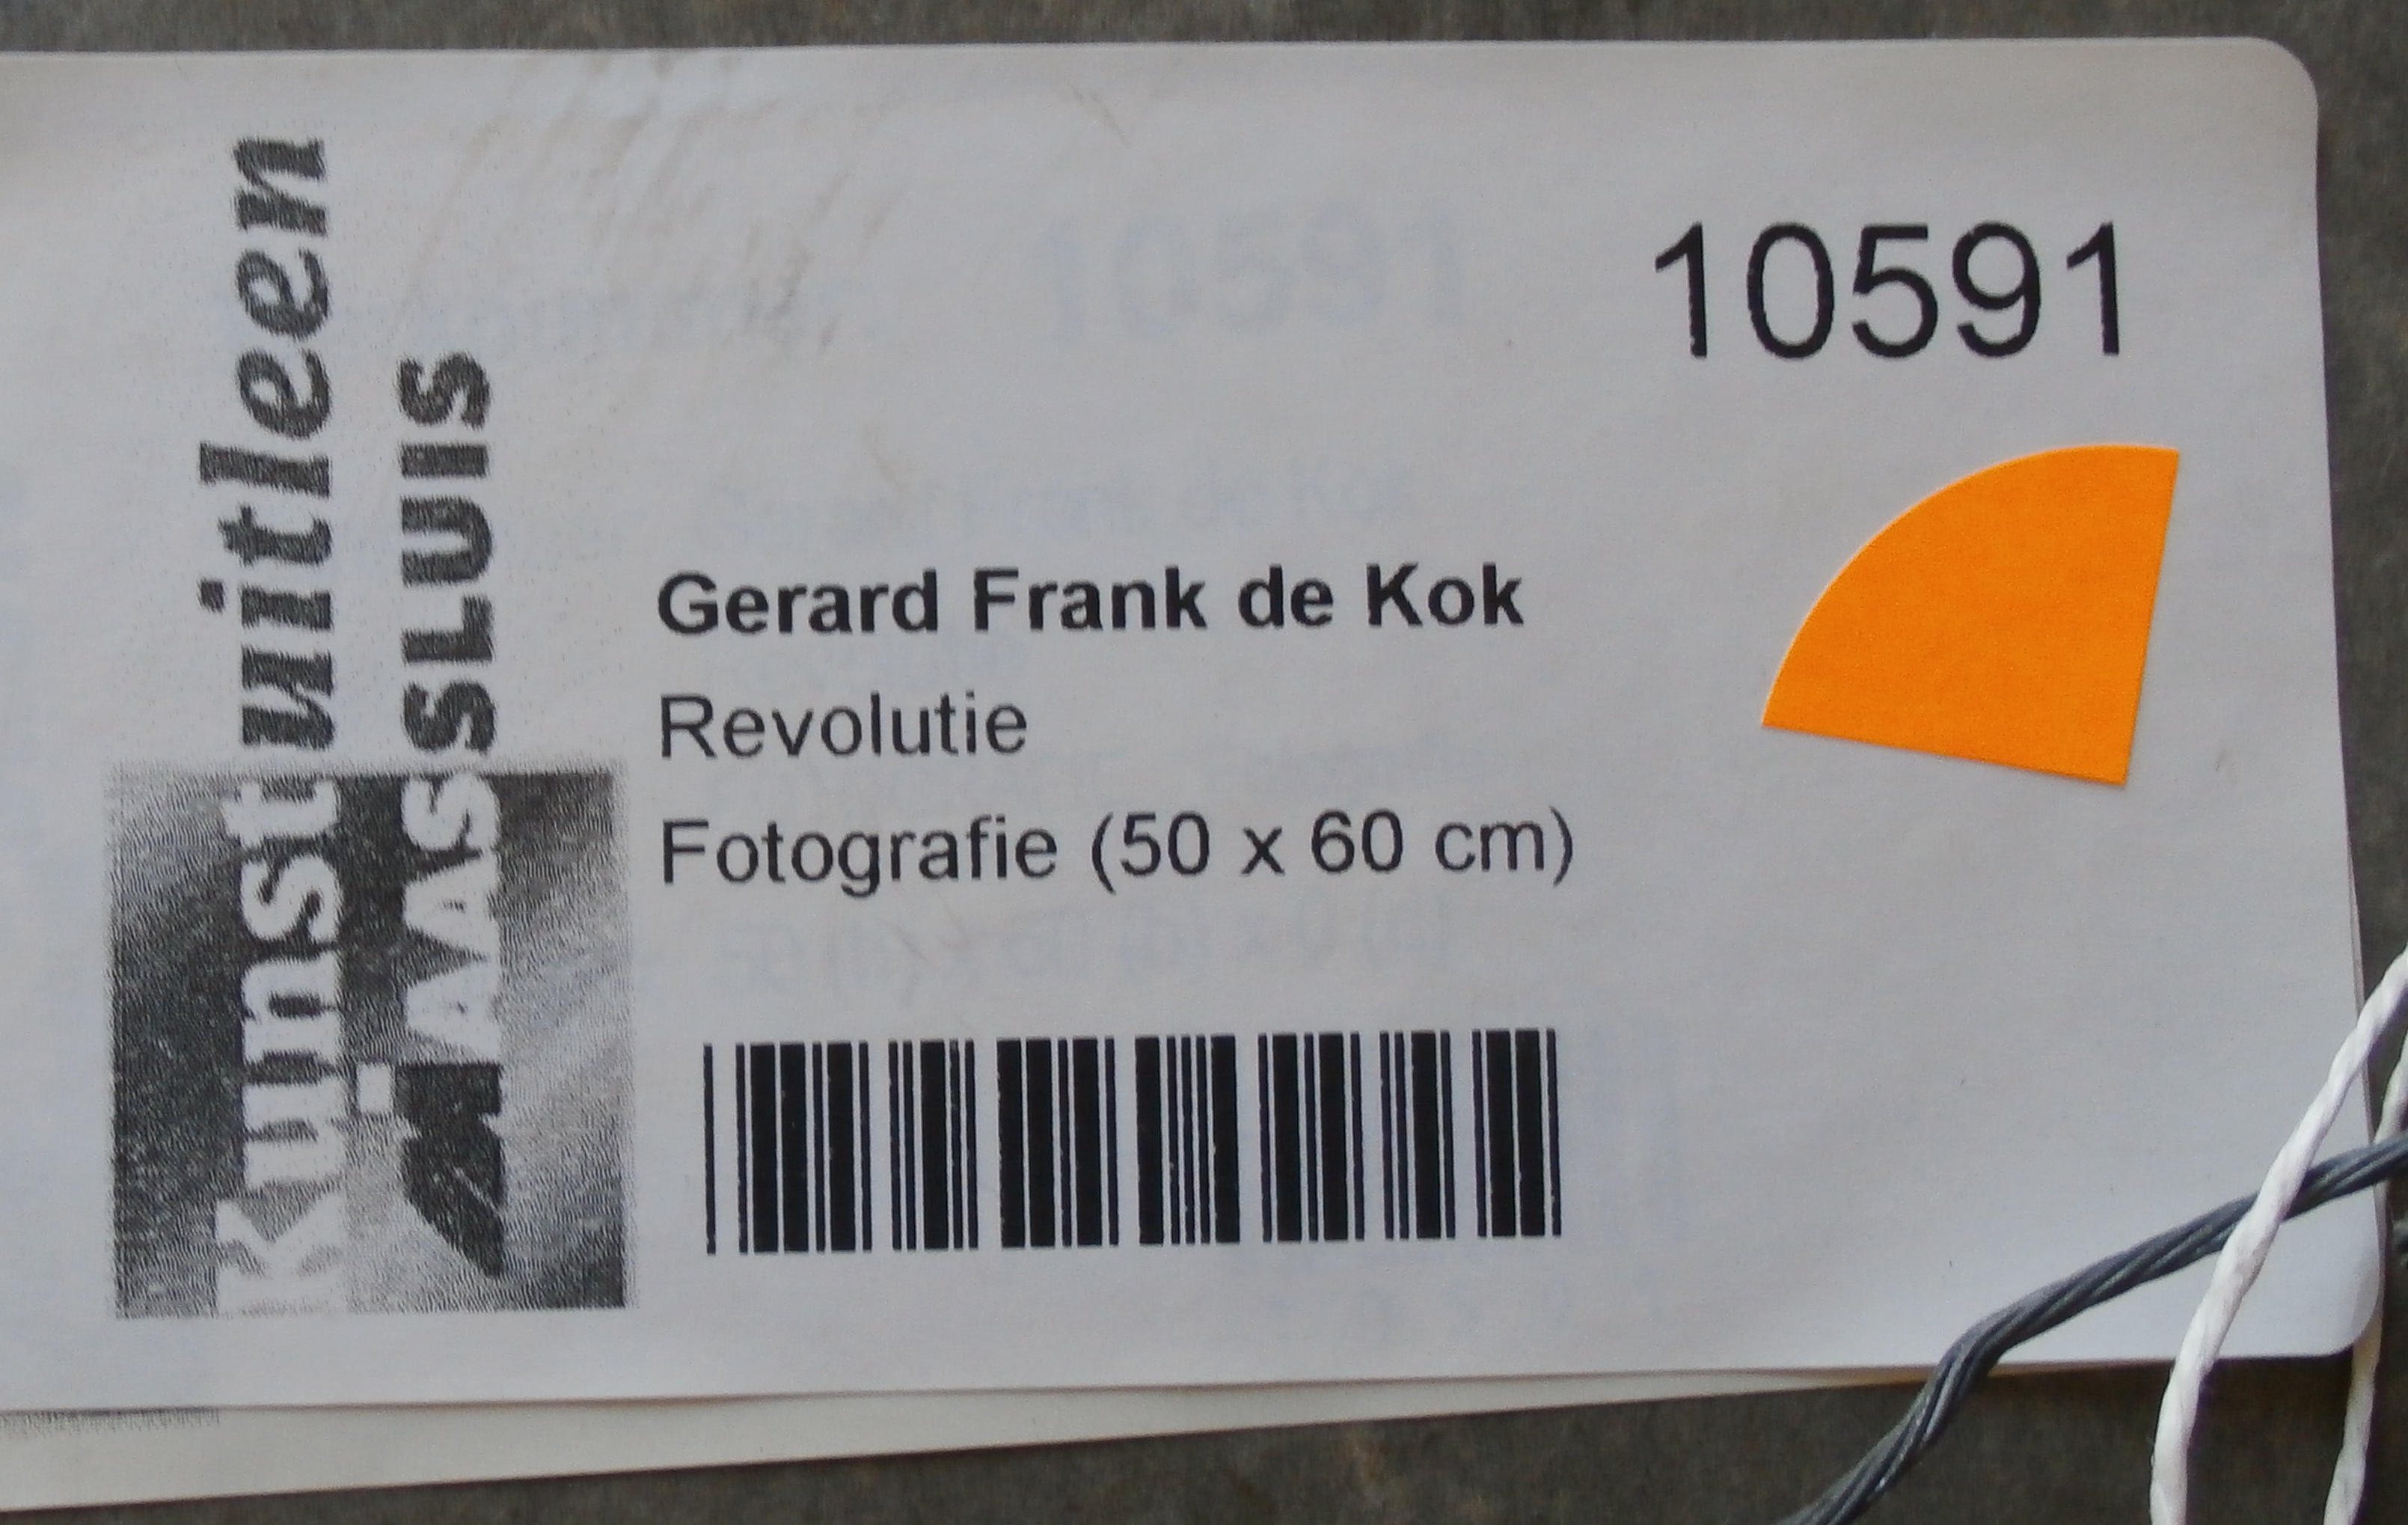 Kunstuitleen
MAASSLUIS
10591
Gerard Frank de Kok
Revolutie
Fotografie (50 x 60 cm)